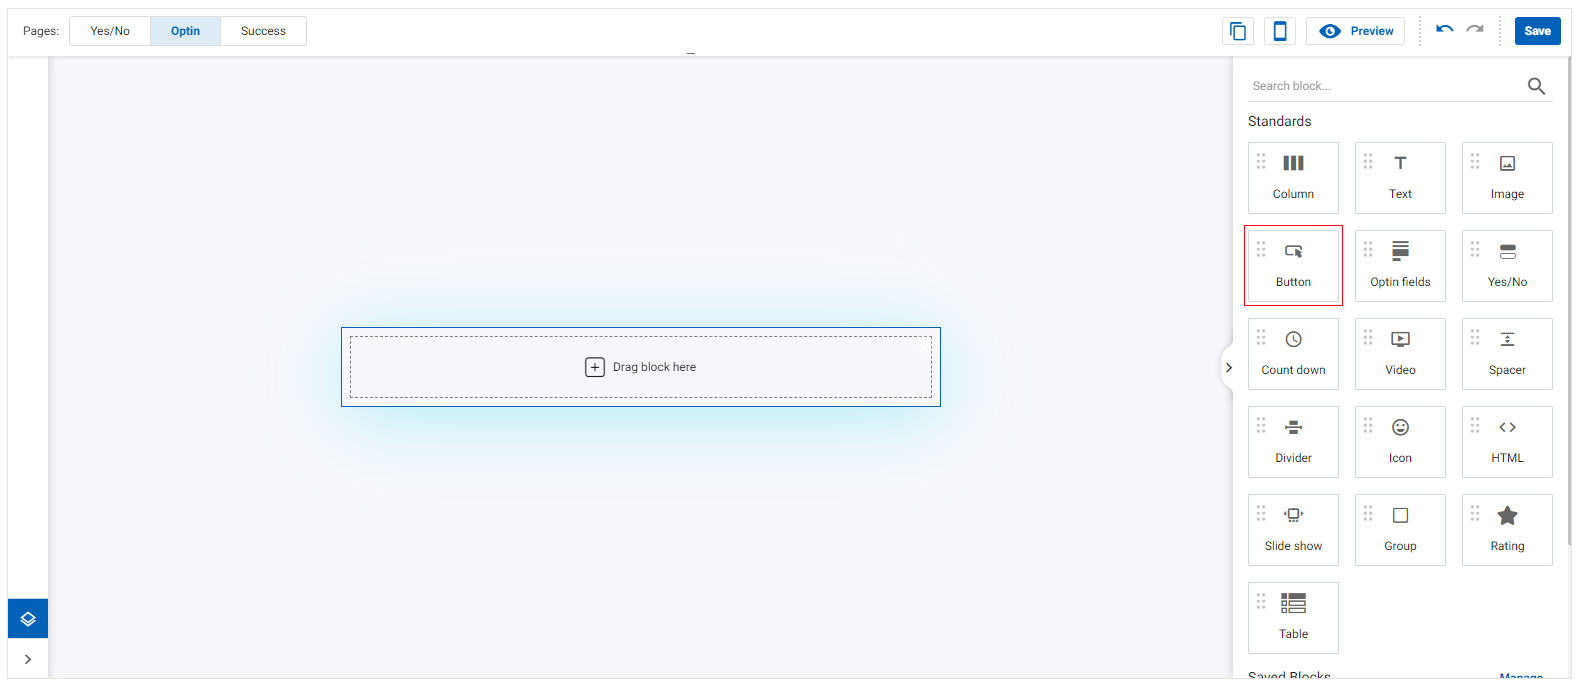 Pages: Yes/No Optin Success Preview Save
Search block...
Standards
Column Text Image
Button Optin fields Yes/No
Drag block here
Count down Video Spacer
Divider Icon HTML
Slide show Group Rating
Table
Saved Blocks Manage